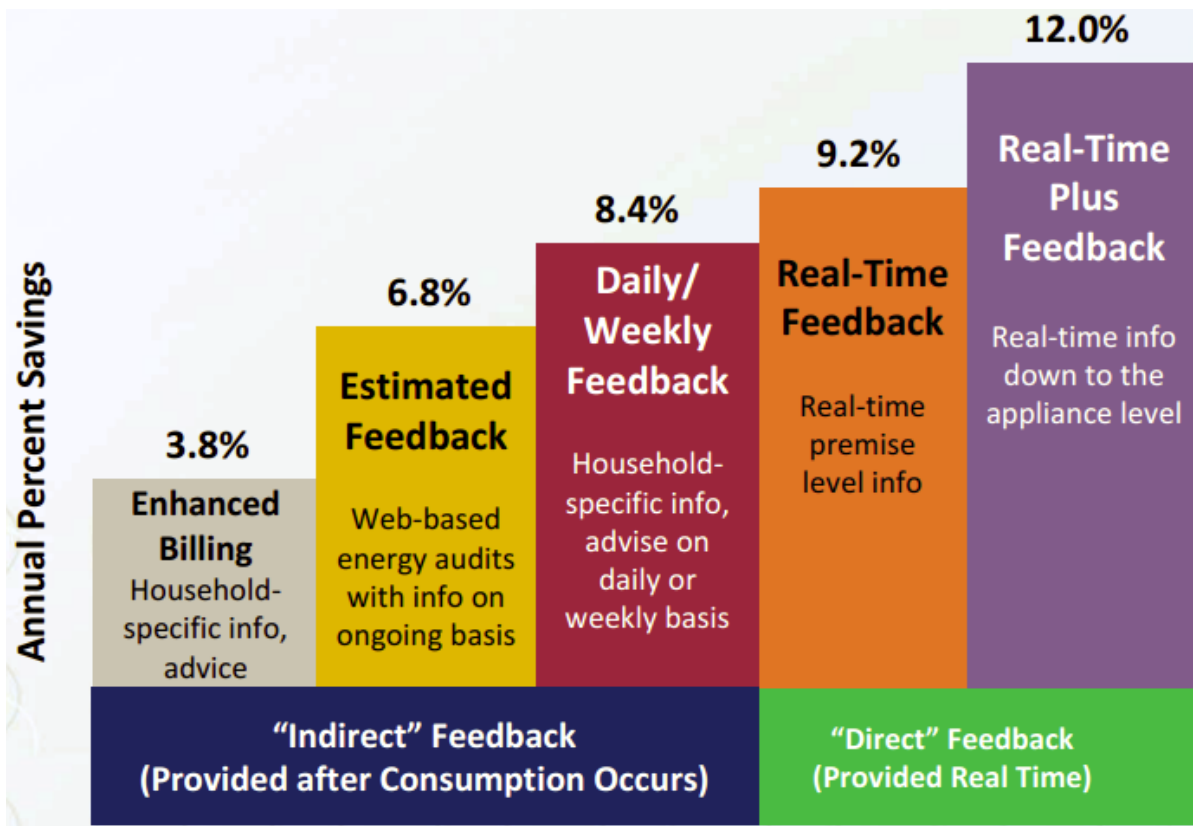 Annual Percent Savings
3.8%
Enhanced
Billing
Household-
specific info,
advice
6.8%
Estimated
Feedback
Web-based
energy audits
with info on
ongoing basis
8.4%
Daily/
Weekly
Feedback
Household-
specific info,
advise on
daily or
weekly basis
9.2%
Real-Time
Feedback
Real-time
premise
level info
12.0%
Real-Time
Plus
Feedback
Real-time info
down to the
appliance level
“Indirect” Feedback
(Provided after Consumption Occurs)
“Direct” Feedback
(Provided Real Time)